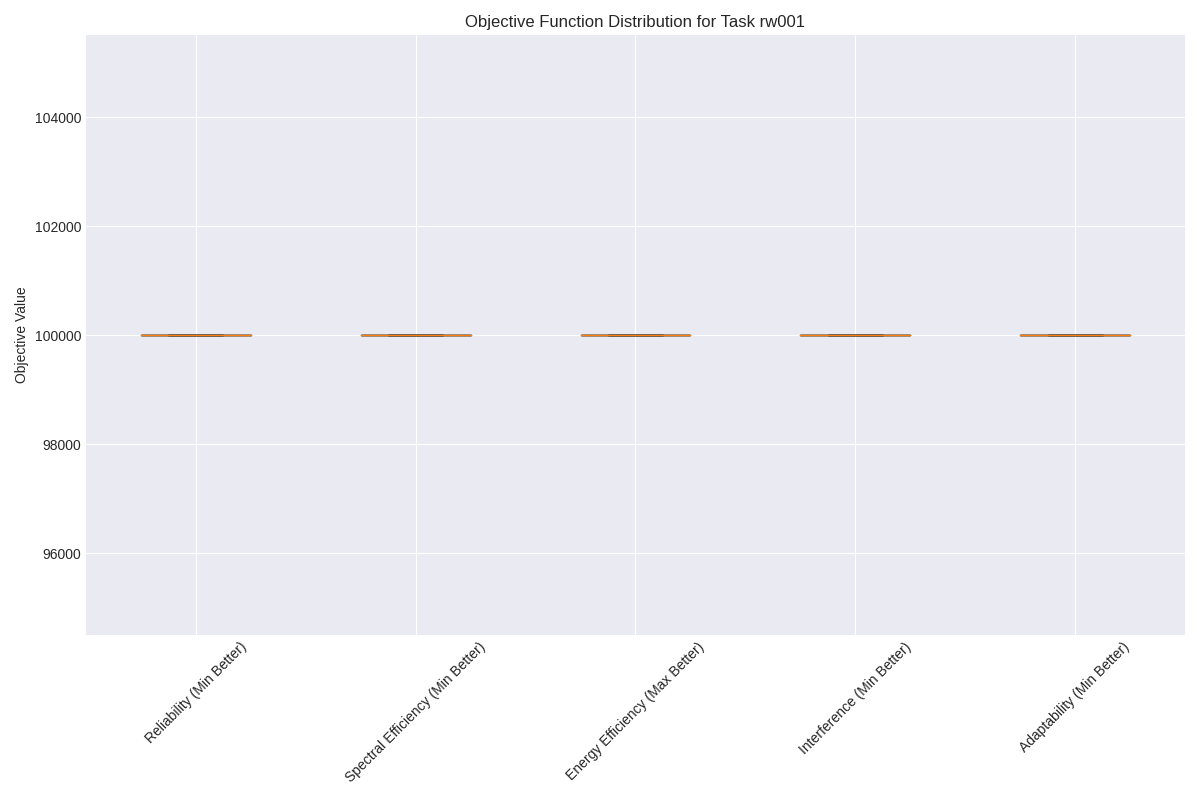 Objective Function Distribution for Task rw001
104000
102000
100000
98000
96000
Objective Value
Reliability (Min Better)
Spectral Efficiency (Min Better)
Energy Efficiency (Max Better)
Interference (Min Better)
Adaptability (Min Better)